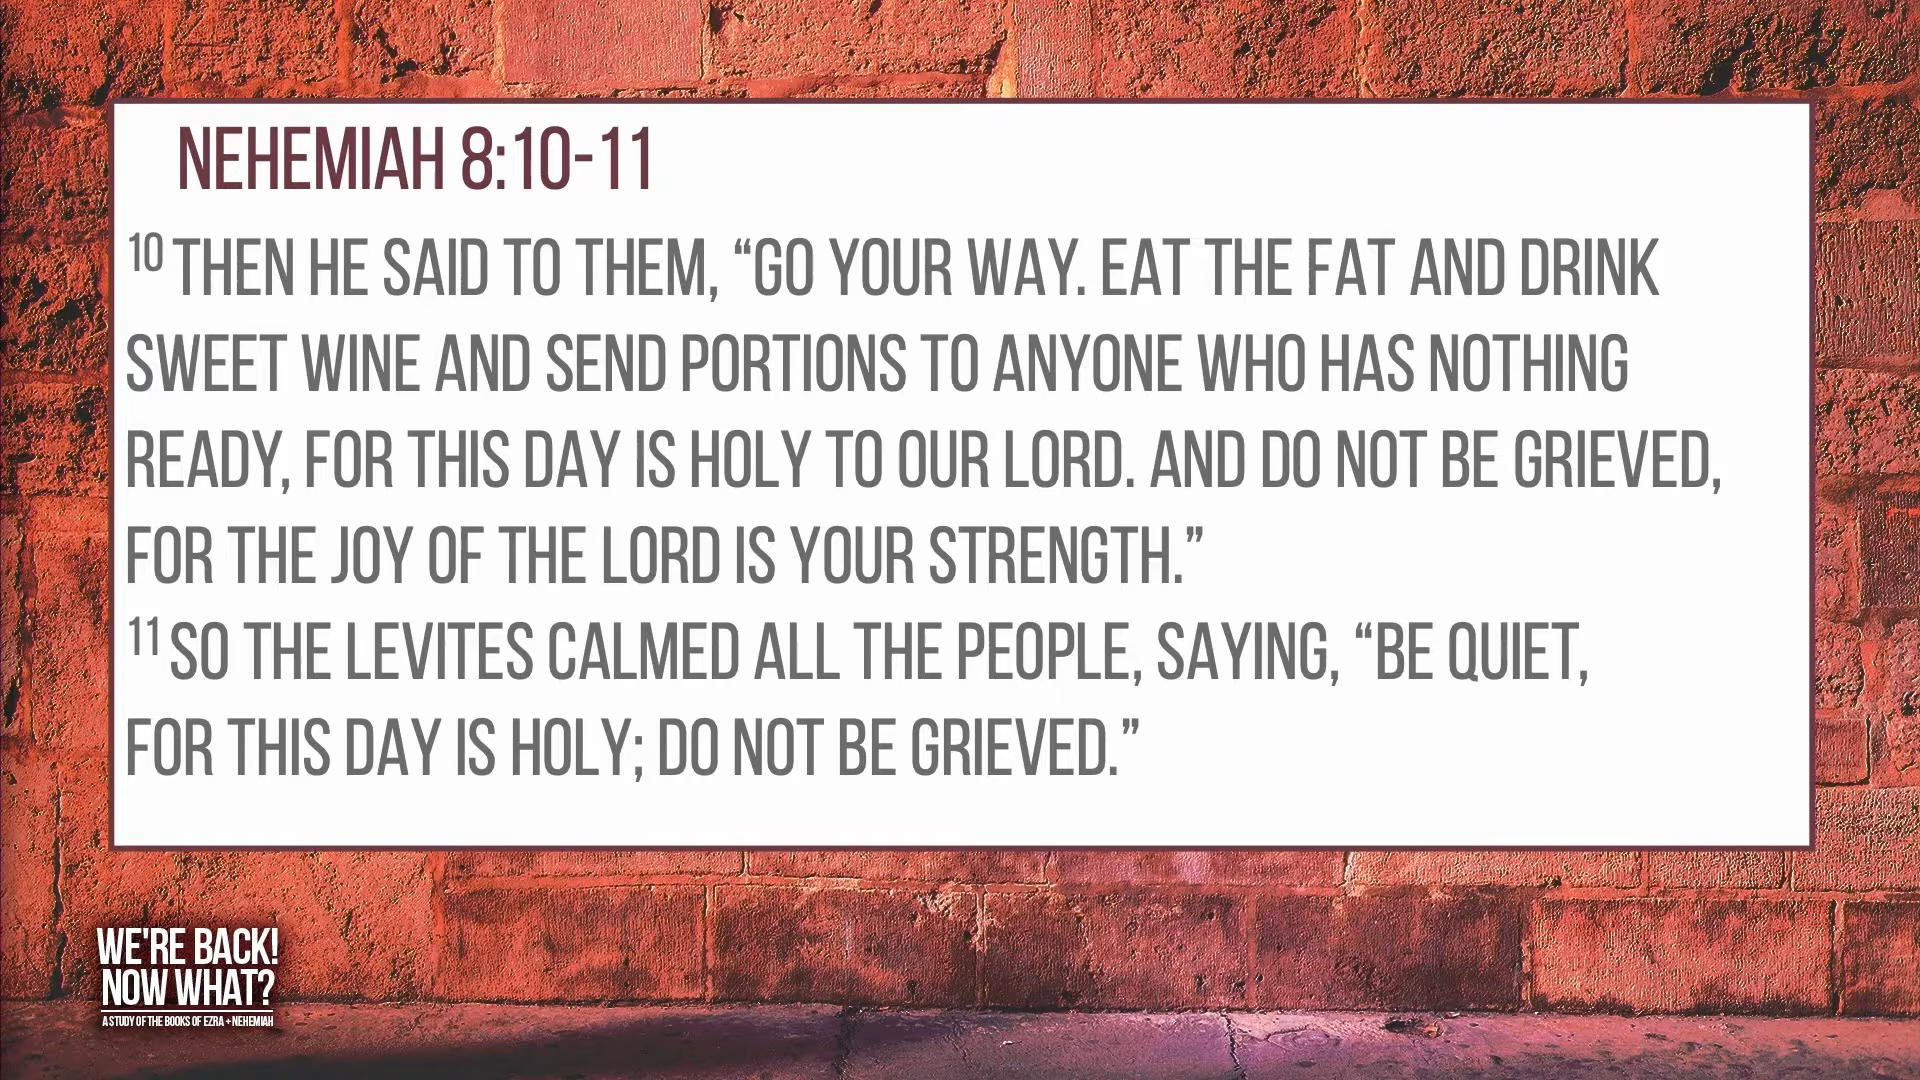 NEHEMIAH 8:10-11
10 THEN HE SAID TO THEM, “GO YOUR WAY. EAT THE FAT AND DRINK
SWEET WINE AND SEND PORTIONS TO ANYONE WHO HAS NOTHING
READY, FOR THIS DAY IS HOLY TO OUR LORD. AND DO NOT BE GRIEVED,
FOR THE JOY OF THE LORD IS YOUR STRENGTH.”
11 SO THE LEVITES CALMED ALL THE PEOPLE, SAYING, “BE QUIET,
FOR THIS DAY IS HOLY; DO NOT BE GRIEVED.”
WE'RE BACK!
NOW WHAT?
A STUDY OF THE BOOKS OF EZRA + NEHEMIAH